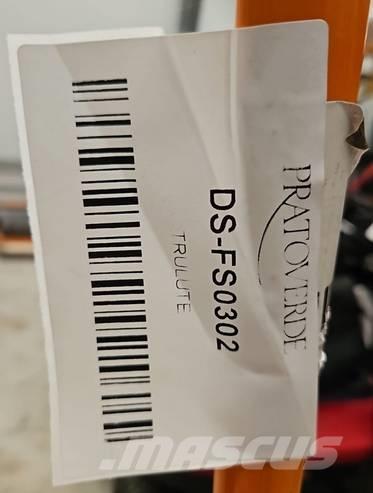 PRATOVERDE
DS-FS0302
TRULUTE
MASCUS